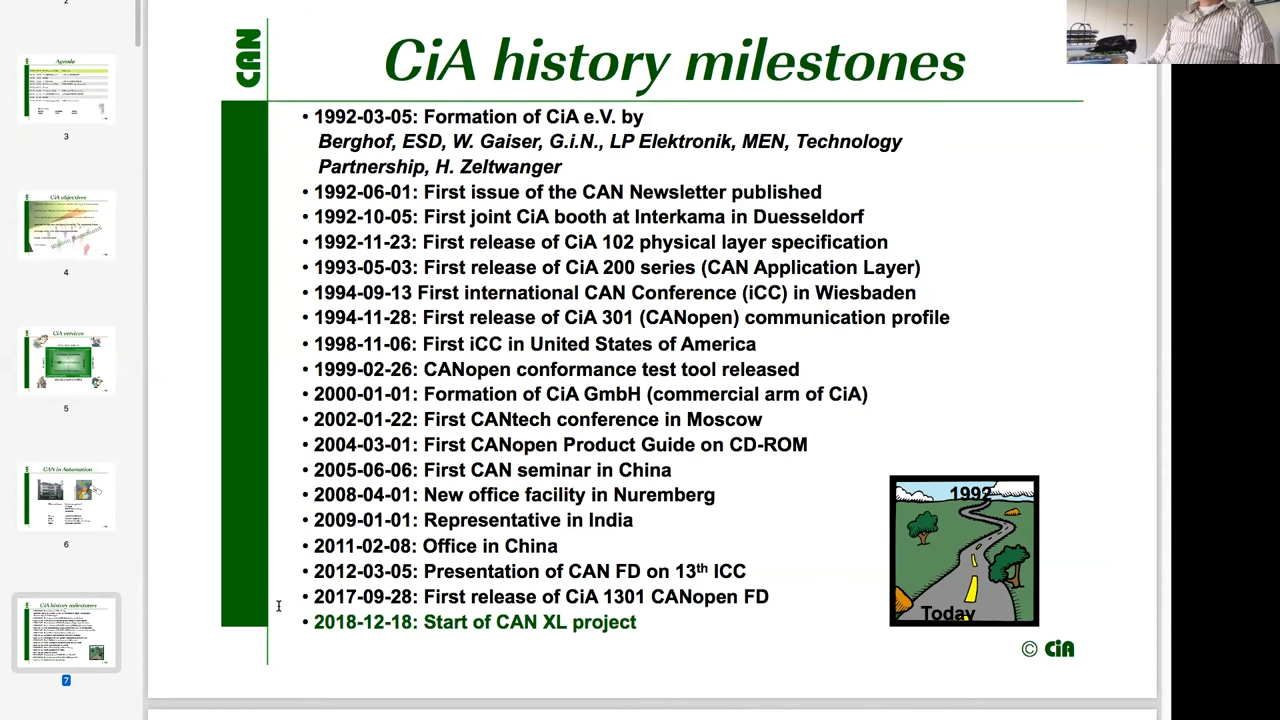 2
Agenda
3
CiA objectives
4
CiA services
5
CAN in Automation
6
CiA history milestones
7
CAN
CiA history milestones
• 1992-03-05: Formation of CiA e.V. by
Berghof, ESD, W. Gaiser, G.i.N., LP Elektronik, MEN, Technology
Partnership, H. Zeltwanger
• 1992-06-01: First issue of the CAN Newsletter published
• 1992-10-05: First joint CiA booth at Interkama in Duesseldorf
• 1992-11-23: First release of CiA 102 physical layer specification
• 1993-05-03: First release of CiA 200 series (CAN Application Layer)
• 1994-09-13 First international CAN Conference (iCC) in Wiesbaden
• 1994-11-28: First release of CiA 301 (CANopen) communication profile
• 1998-11-06: First iCC in United States of America
• 1999-02-26: CANopen conformance test tool released
• 2000-01-01: Formation of CiA GmbH (commercial arm of CiA)
• 2002-01-22: First CANtech conference in Moscow
• 2004-03-01: First CANopen Product Guide on CD-ROM
• 2005-06-06: First CAN seminar in China
• 2008-04-01: New office facility in Nuremberg
• 2009-01-01: Representative in India
• 2011-02-08: Office in China
• 2012-03-05: Presentation of CAN FD on 13th ICC
• 2017-09-28: First release of CiA 1301 CANopen FD
• 2018-12-18: Start of CAN XL project
1992
Today
© CiA